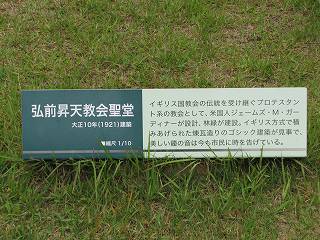 弘前昇天教会聖堂
大正10年(1921)建築
■縮尺 1/10
イギリス国教会の伝統を受け継ぐプロテスタン
ト系の教会として、米国人ジェームズ・M・ガー
ディナーが設計、林緑が建設。イギリス方式で積
みあげられた煉瓦造りのゴシック建築が見事で、
美しい鐘の音は今も市民に時を告げている。